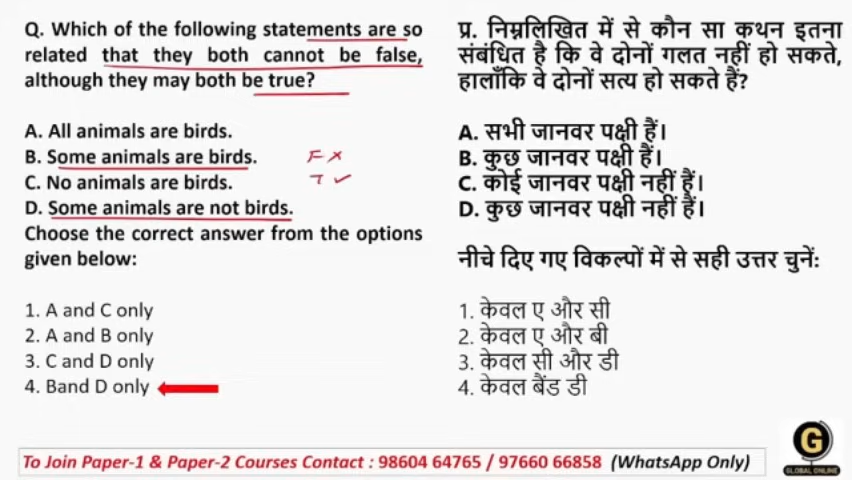 Q. Which of the following statements are so
related that they both cannot be false,
although they may both be true?
A. All animals are birds.
B. Some animals are birds.
F ×
C. No animals are birds.
T ✓
D. Some animals are not birds.
Choose the correct answer from the options
given below:
1. A and C only
2. A and B only
3. C and D only
4. Band D only
प्र. निम्नलिखित में से कौन सा कथन इतना
संबंधित है कि वे दोनों गलत नहीं हो सकते,
हालाँकि वे दोनों सत्य हो सकते हैं?
A. सभी जानवर पक्षी हैं।
B. कुछ जानवर पक्षी हैं।
C. कोई जानवर पक्षी नहीं हैं।
D. कुछ जानवर पक्षी नहीं हैं।
नीचे दिए गए विकल्पों में से सही उत्तर चुनें:
1. केवल ए और सी
2. केवल ए और बी
3. केवल सी और डी
4. केवल बैंड डी
To Join Paper-1 & Paper-2 Courses Contact : 98604 64765 / 97660 66858 (WhatsApp Only)
G
GLOBAL ONLINE